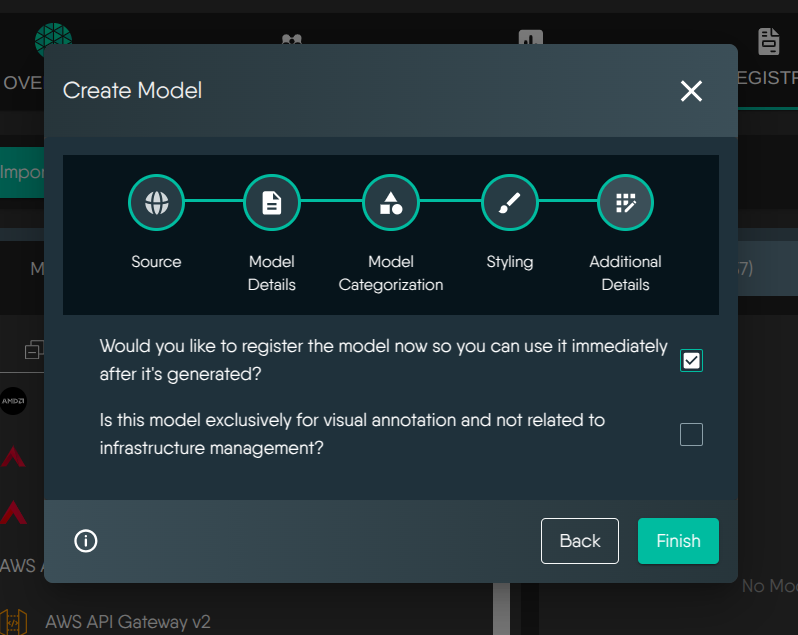 OVE
EGISTR
Create Model
Impor
Source
Model
Details
Model
Categorization
Styling
Additional
Details
M
7)
Would you like to register the model now so you can use it immediately
after it's generated?
AMD
Is this model exclusively for visual annotation and not related to
infrastructure management?
Back
Finish
AWS A
No Mod
AWS API Gateway v2